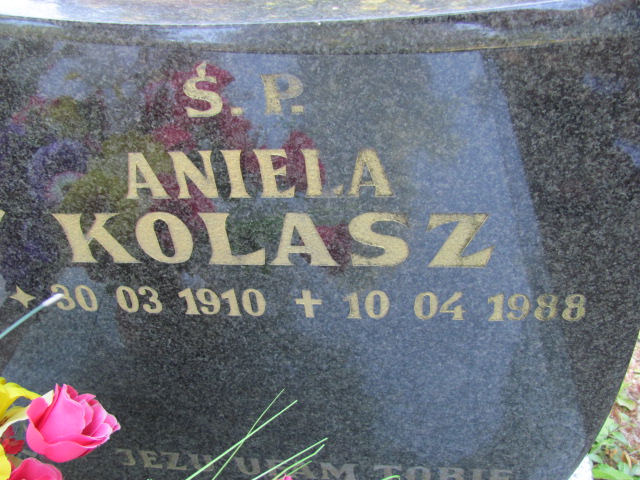 Ś.P.
ANIELA
KOLASZ
30 03 1910 + 10 04 1988
JEZU UFAM TOBIE